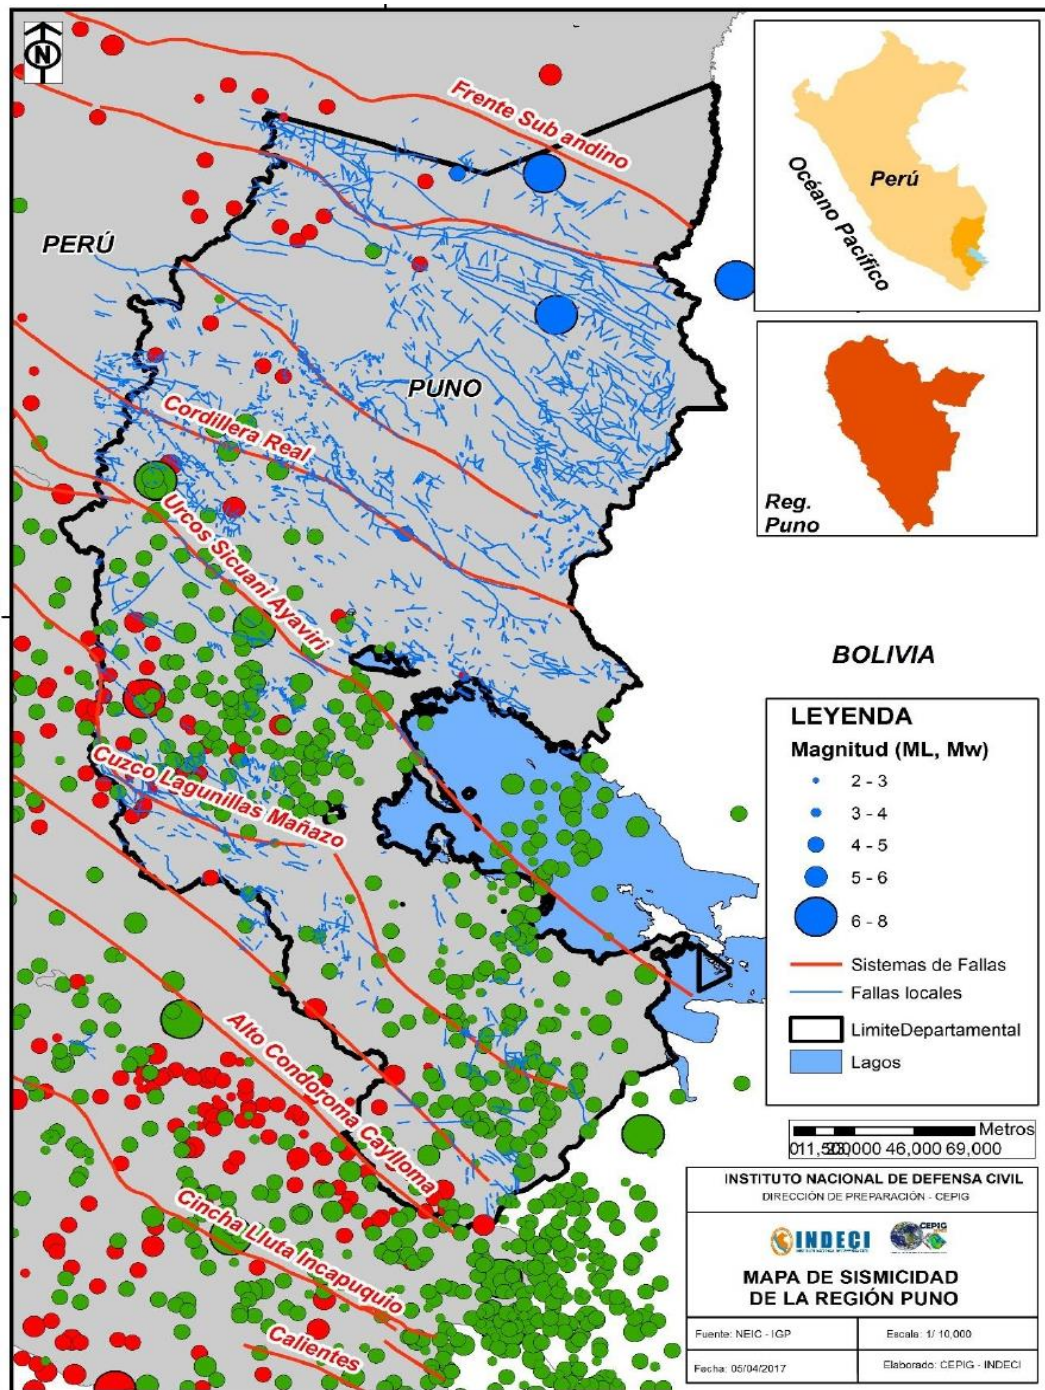 N
Frente Sub andino
PERÚ
PUNO
Cordillera Real
Urcos Sicuani Ayaviri
Cuzco Lagunillas Mañazo
Alto Condoroma Caylloma
Cincha Lluta Incapuquio
Calientes
Océano Pacífico
Perú
Reg.
Puno
BOLIVIA
LEYENDA
Magnitud (ML, Mw)
2 - 3
3 - 4
4 - 5
5 - 6
6 - 8
Sistemas de Fallas
Fallas locales
LimiteDepartamental
Lagos
Metros
46,000 69,000
INSTITUTO NACIONAL DE DEFENSA CIVIL
DIRECCIÓN DE PREPARACIÓN - CEPIG
INDECI
CEPIG
MAPA DE SISMICIDAD
DE LA REGIÓN PUNO
Fuente: NEIC - IGP
Escala: 1/ 10,000
Fecha: 05/04/2017
Elaborado: CEPIG - INDECI